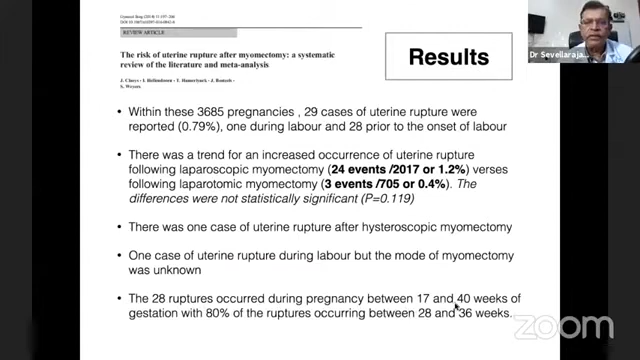 REVIEW ARTICLE
The risk of uterine rupture after myomectomy: a systematic
review of the literature and meta-analysis
S. Weyers
Results
Dr Sevellaraja
• Within these 3685 pregnancies , 29 cases of uterine rupture were
reported (0.79%), one during labour and 28 prior to the onset of labour
• There was a trend for an increased occurrence of uterine rupture
following laparoscopic myomectomy (24 events /2017 or 1.2%) verses
following laparotomic myomectomy (3 events /705 or 0.4%). The
differences were not statistically significant (P=0.119)
• There was one case of uterine rupture after hysteroscopic myomectomy
• One case of uterine rupture during labour but the mode of myomectomy
was unknown
• The 28 ruptures occurred during pregnancy between 17 and 40 weeks of
gestation with 80% of the ruptures occurring between 28 and 36 weeks.
zoom